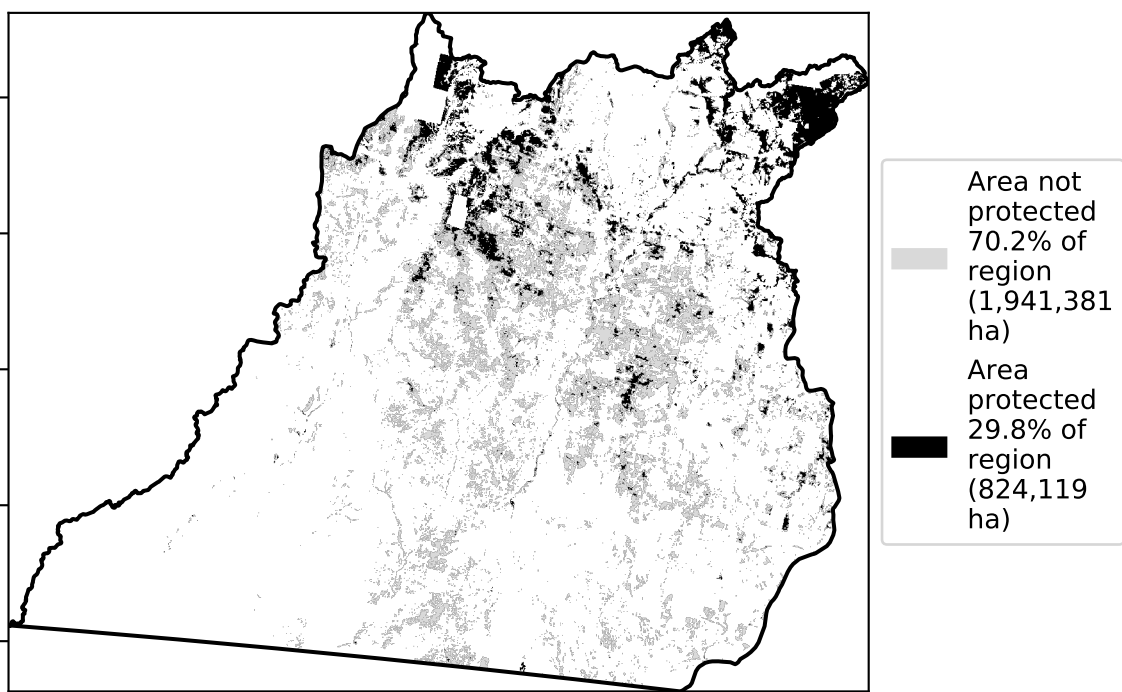 Area not
protected
70.2% of
region
(1,941,381
ha)
Area
protected
29.8% of
region
(824,119
ha)